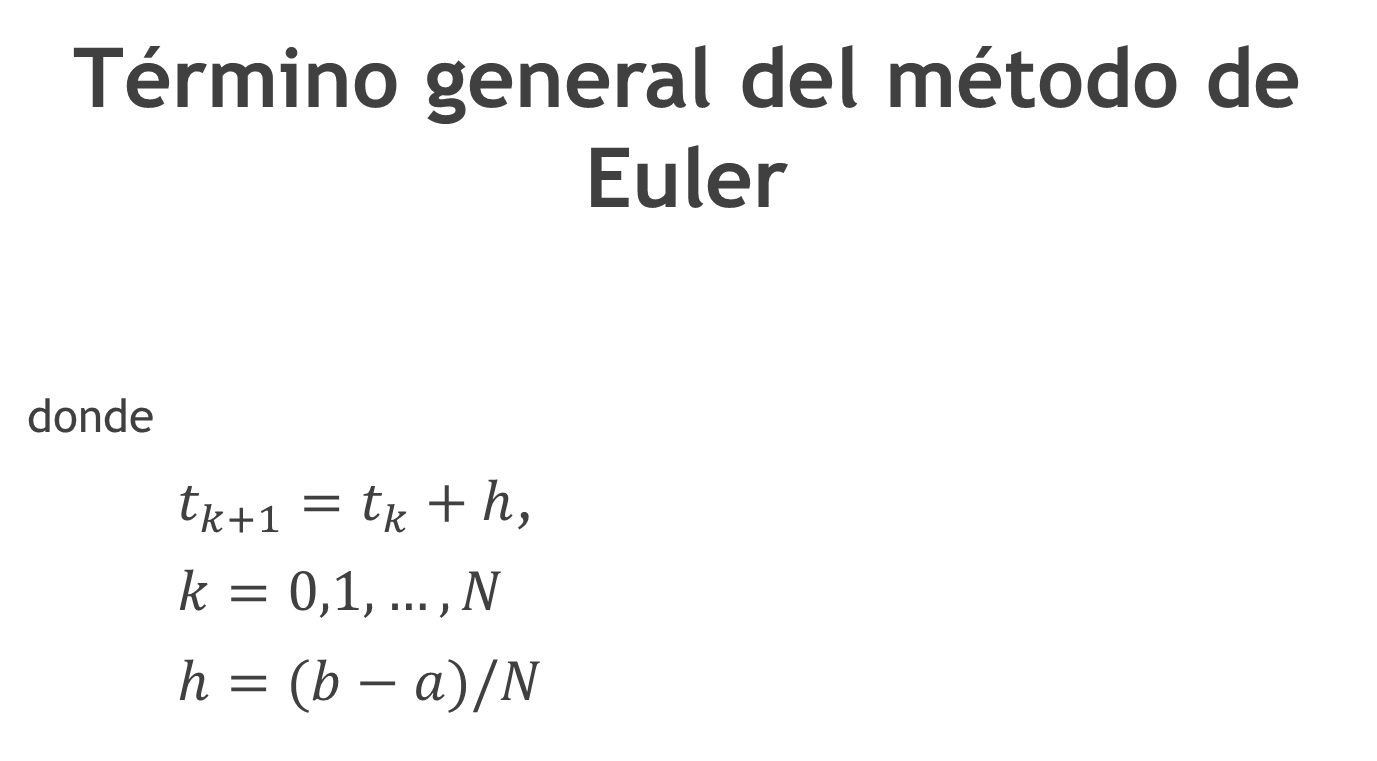 Término general del método de
Euler
donde
t_{k+1} = t_k + h,
k = 0,1, … , N
h = (b − a)/N